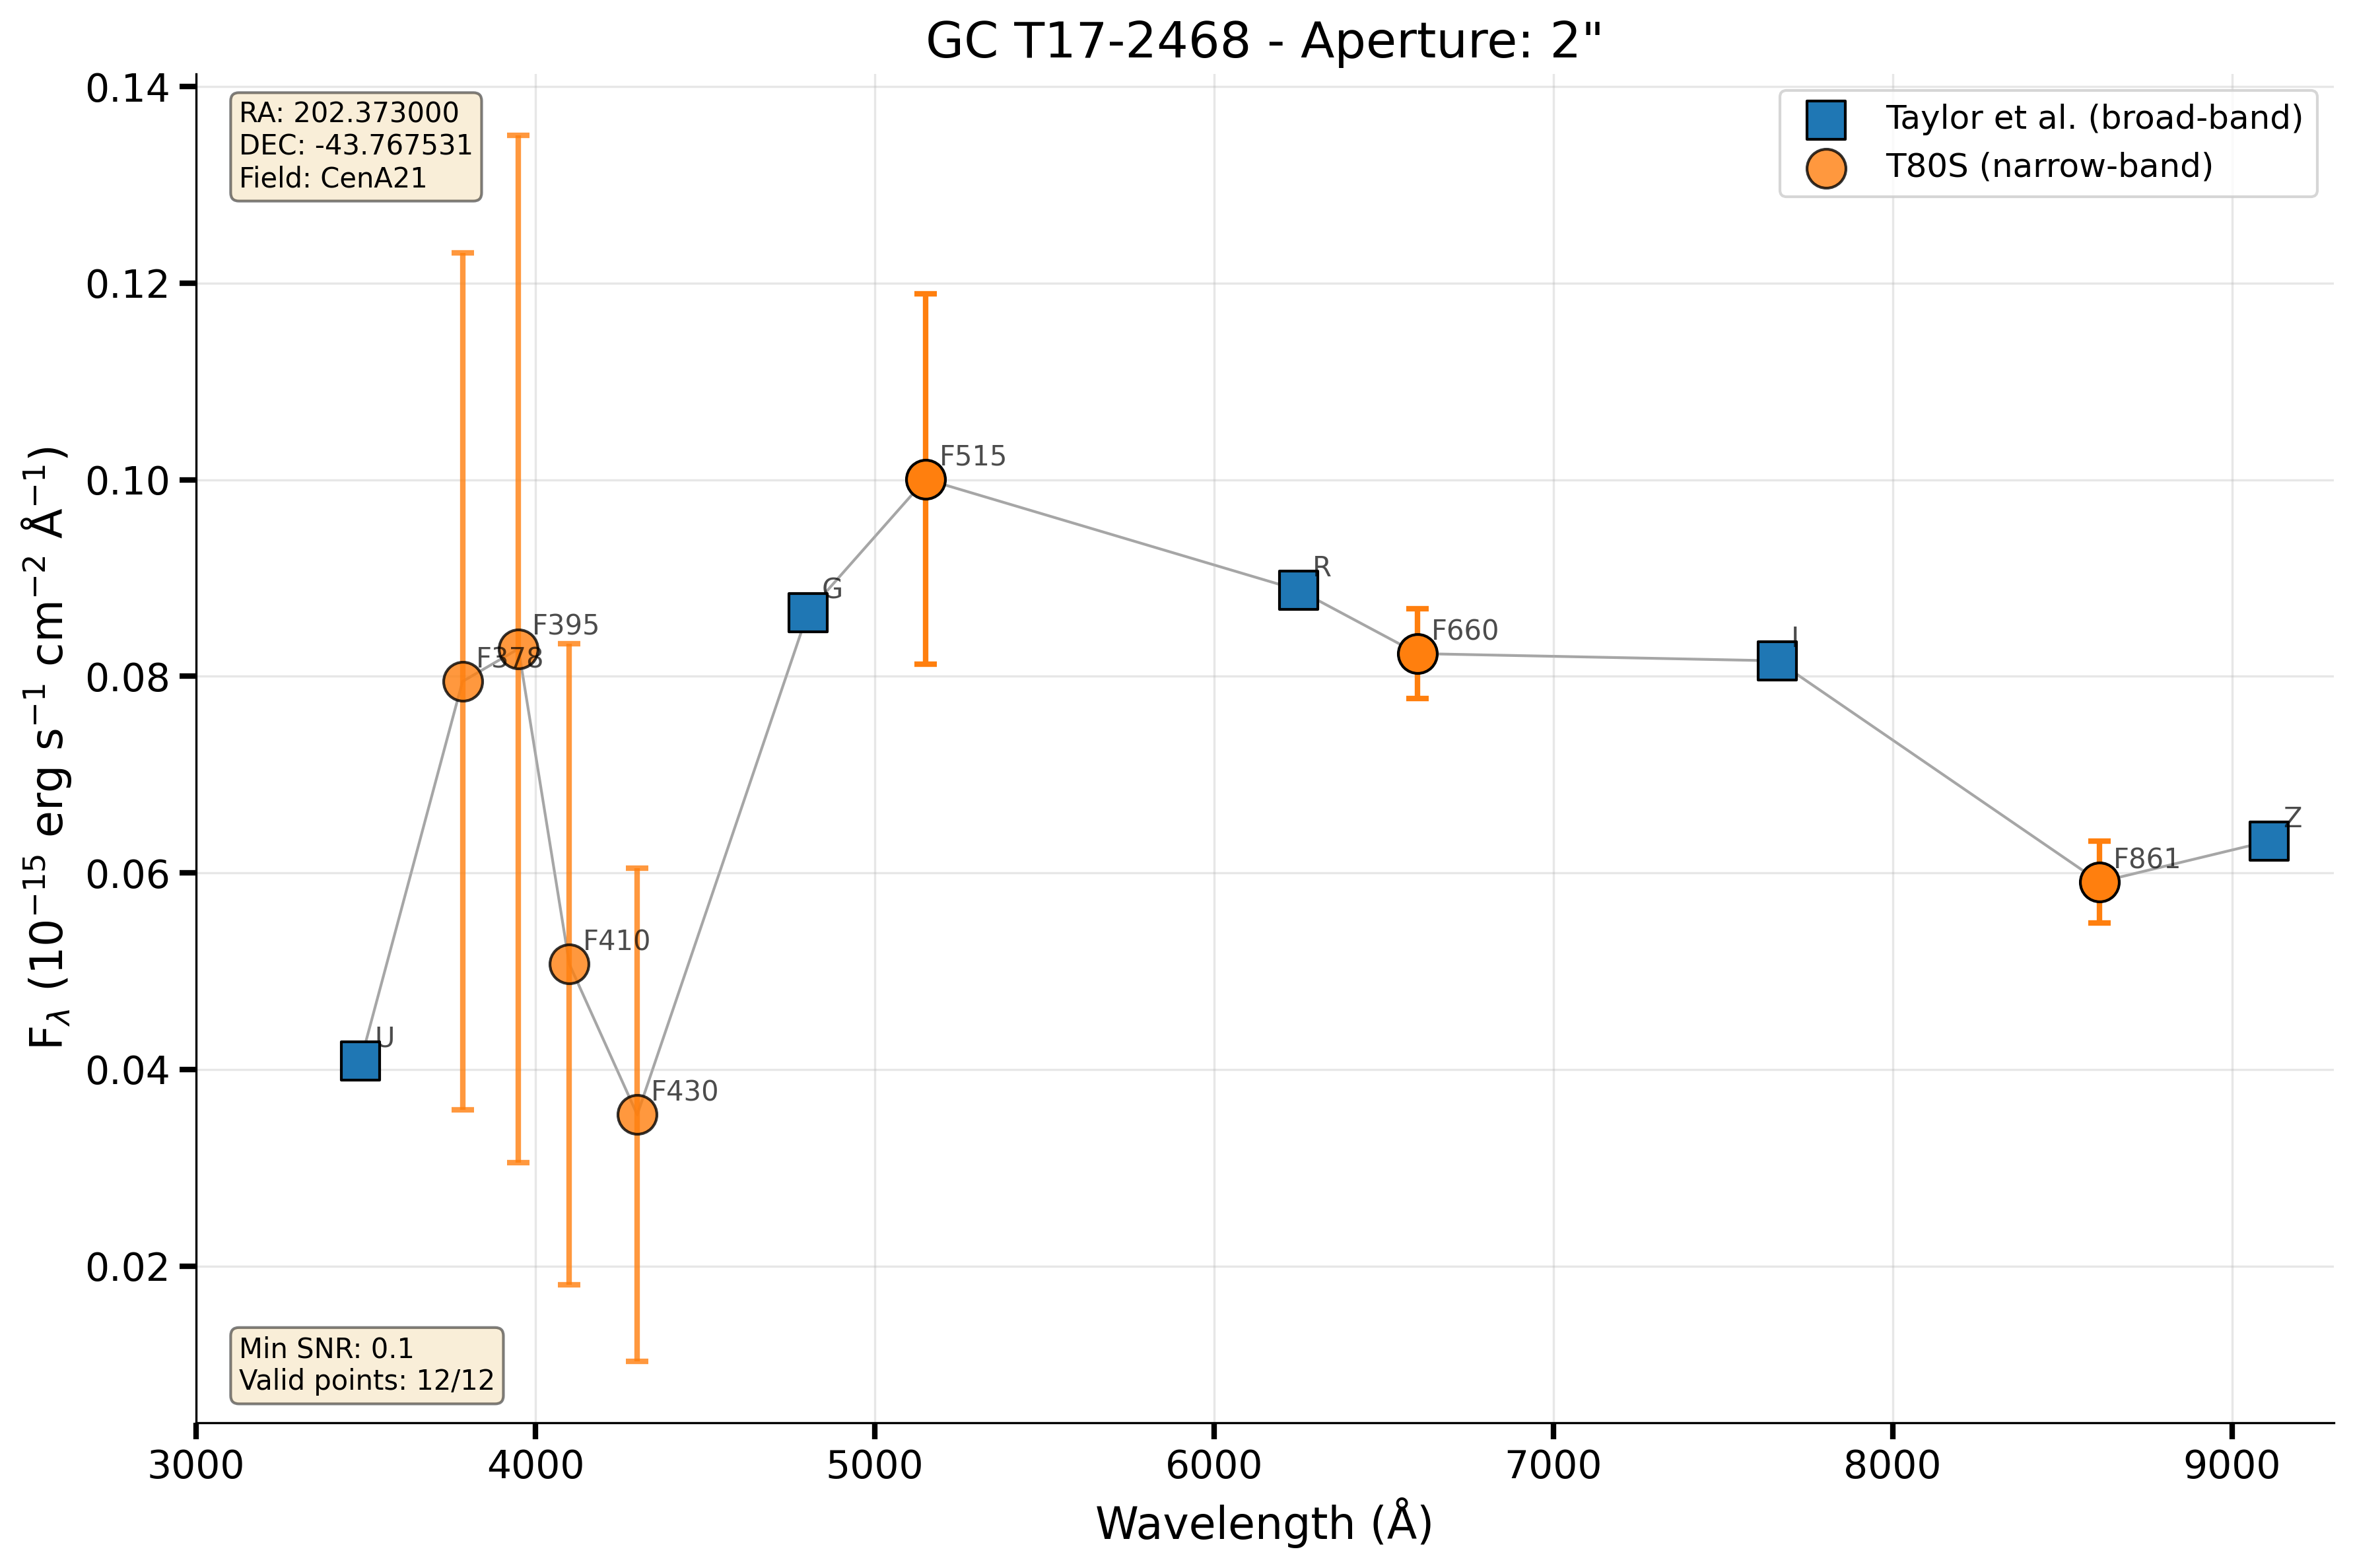 GC T17-2468 - Aperture: 2"
RA: 202.373000
DEC: -43.767531
Field: CenA21
Taylor et al. (broad-band)
T80S (narrow-band)
0.14
0.12
0.10
0.08
0.06
0.04
0.02
F$_λ$ (10⁻¹⁵ erg s⁻¹ cm⁻² Å⁻¹)
U
F378
F395
F410
F430
G
F515
R
F660
I
F861
Z
Min SNR: 0.1
Valid points: 12/12
3000 4000 5000 6000 7000 8000 9000
Wavelength (Å)